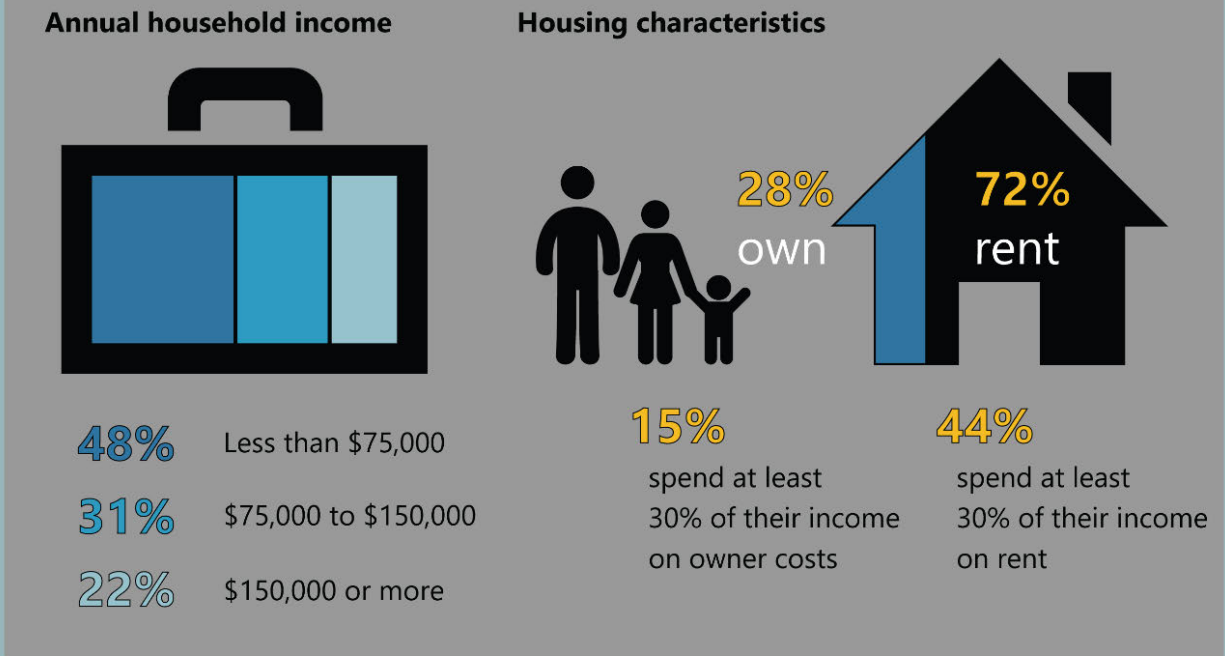 Annual household income
48% Less than $75,000
31% $75,000 to $150,000
22% $150,000 or more
Housing characteristics
28%
own
72%
rent
15%
spend at least
30% of their income
on owner costs
44%
spend at least
30% of their income
on rent